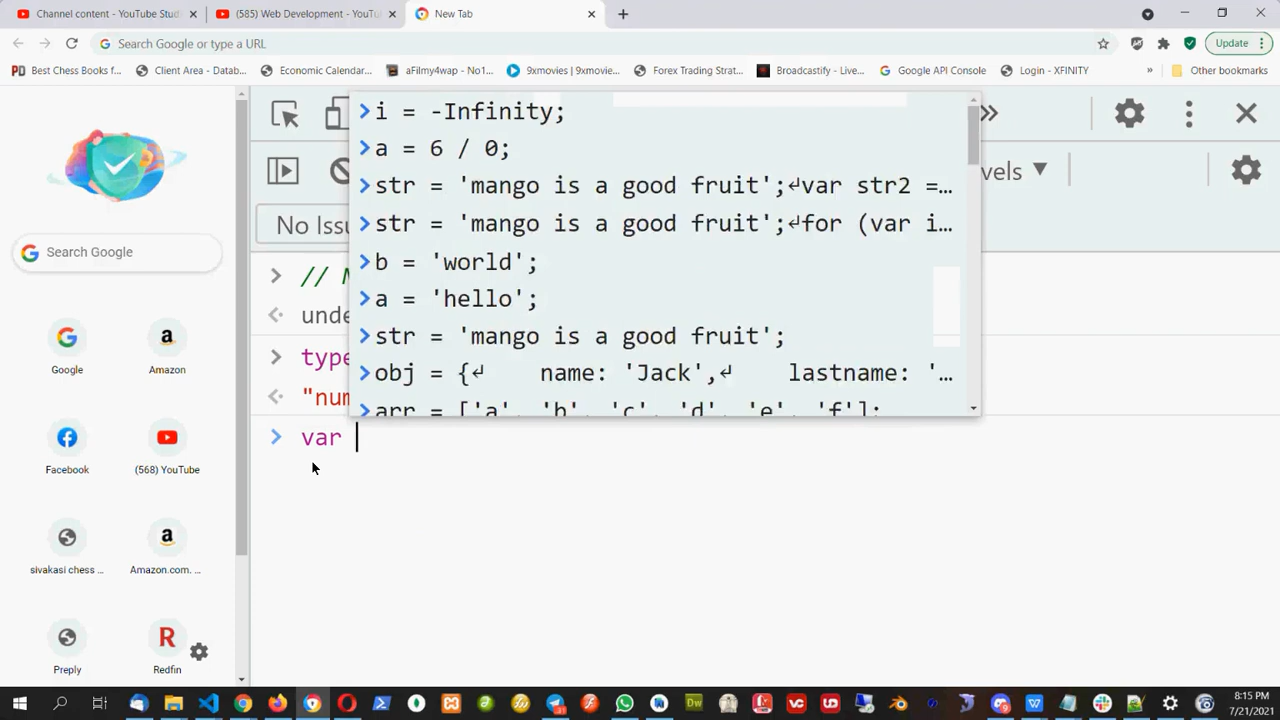 Channel content - YouTube Stud
(585) Web Development - YouTu
New Tab
Search Google or type a URL
Update
Best Chess Books f...
Client Area - Datab...
Economic Calendar...
aFilmy4wap - No1...
9xmovies | 9xmovie...
Forex Trading Strat...
Broadcastify - Live...
Google API Console
Login - XFINITY
»
Other bookmarks
i = -Infinity;
a = 6 / 0;
str = 'mango is a good fruit';↵var str2 =…
str = 'mango is a good fruit';↵for (var i…
b = 'world';
a = 'hello';
str = 'mango is a good fruit';
obj = {↵    name: 'Jack',↵    lastname: '…
arr = ['a', 'b', 'c', 'd', 'e', 'f'];
vels ▼
No Issu
//
unde
type
"num
var
Search Google
Google
Amazon
Facebook
(568) YouTube
sivakasi chess ...
Amazon.com. ...
Preply
Redfin
8:15 PM
7/21/2021